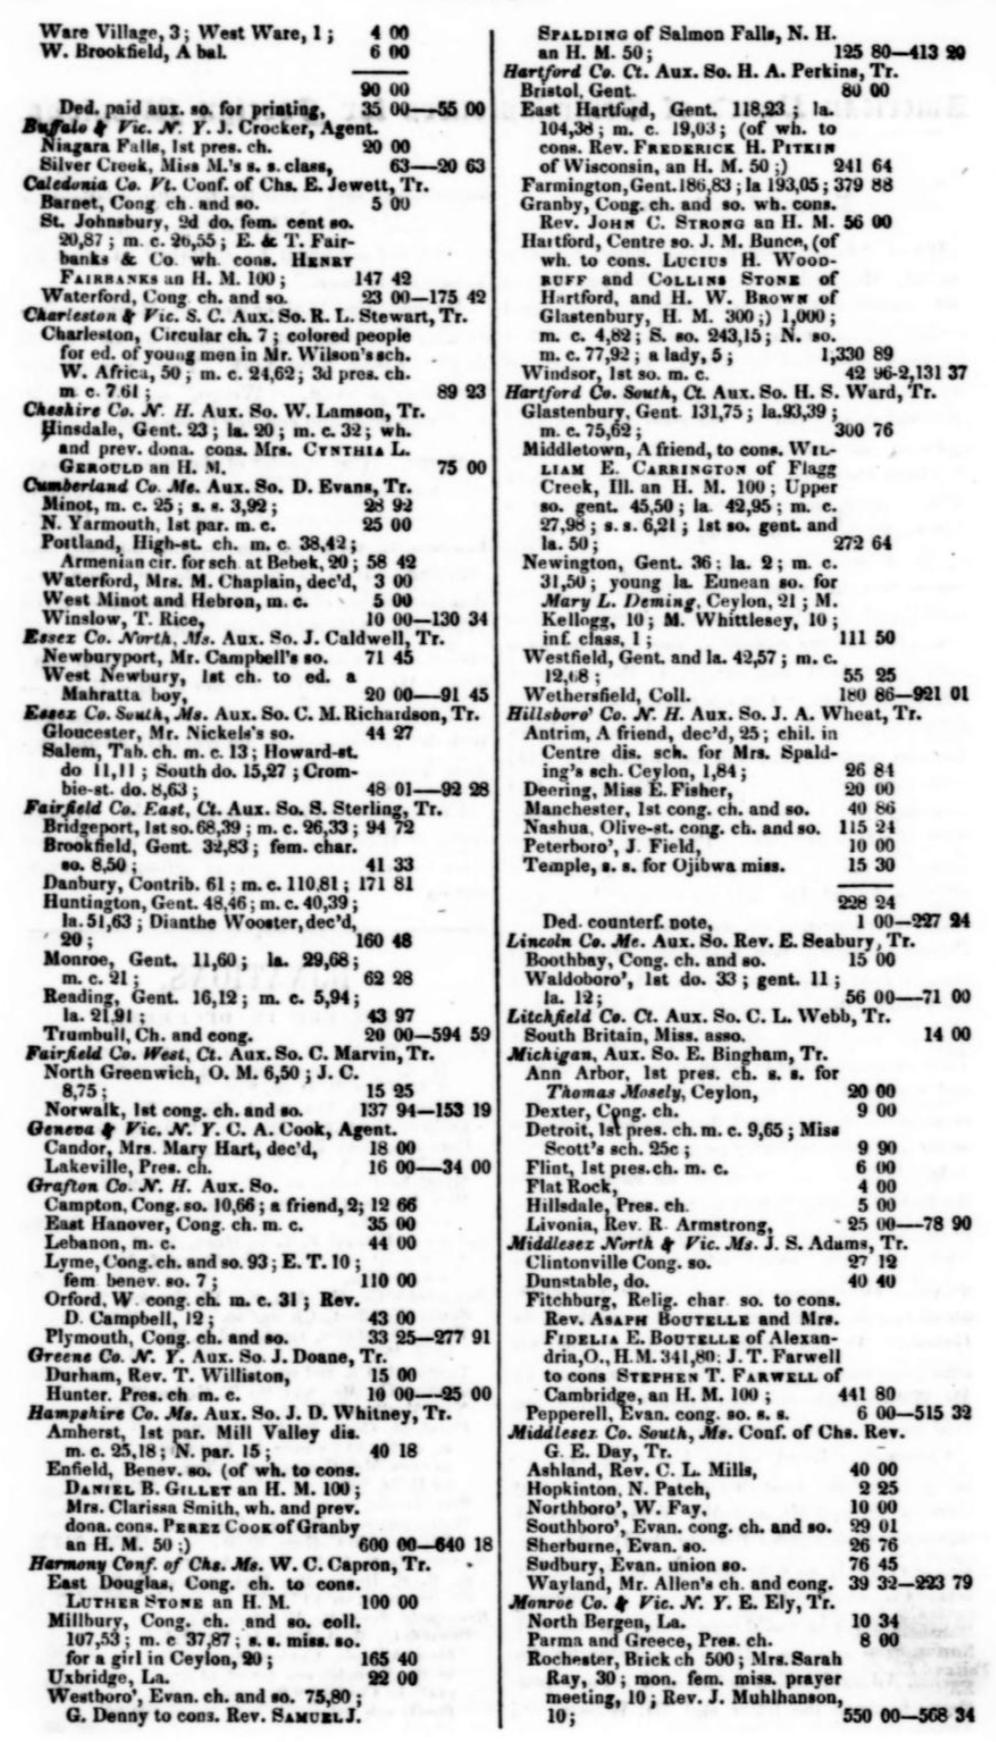 Ware Village, 3; West Ware, 1; 4 00
W. Brookfield, A bal. 6 00
90 00
Ded. paid aux. so. for printing, 35 00—55 00
Buffalo & Vic. N. Y. J. Crocker, Agent.
Niagara Falls, 1st pres. ch. 20 00
Silver Creek, Miss M.'s s. s. class, 63—20 63
Caledonia Co. Vt. Conf. of Chs. E. Jewett, Tr.
Barnet, Cong ch. and so. 5 00
St. Johnsbury, 2d do. fem. cent so.
20,87; m. c. 26,55; E. & T. Fair-
banks & Co. wh. cons. HENRY
FAIRBANKS an H. M. 100; 147 42
Waterford, Cong ch. and so. 23 00—175 42
Charleston & Vic. S. C. Aux. So. R. L. Stewart, Tr.
Charleston, Circular ch. 7; colored people
for ed. of young men in Mr. Wilson's sch.
W. Africa, 50; m. c. 24,62; 3d pres. ch.
m c. 7 61; 89 23
Cheshire Co. N. H. Aux. So. W. Lamson, Tr.
Hinsdale, Gent. 23; la. 20; m. c. 32; wh.
and prev. dona. cons. Mrs. CYNTHIA L.
GEROULD an H. M. 75 00
Cumberland Co. Me. Aux. So. D. Evans, Tr.
Minot, m. c. 25; s. s. 3,92; 28 92
N. Yarmouth, 1st par. m. c. 25 00
Portland, High-st. ch. m. c. 38,42;
Armenian cir. for sch at Bebek, 20; 58 42
Waterford, Mrs. M. Chaplain, dec'd, 3 00
West Minot and Hebron, m. c. 5 00
Winslow, T. Rice, 10 00—130 34
Essex Co. North, Ms. Aux. So. J. Caldwell, Tr.
Newburyport, Mr. Campbell's so. 71 45
West Newbury, 1st ch. to ed. a
Mahratta boy, 20 00—91 45
Essex Co. South, Ms. Aux. So. C. M. Richardson, Tr.
Gloucester, Mr. Nickels's so. 44 27
Salem, Tab. ch. m. c. 13; Howard-st.
do 11,11; South do. 15,27; Crom-
bie-st. do. 8,63; 48 01—92 28
Fairfield Co. East, Ct. Aux. So. S. Sterling, Tr.
Bridgeport, 1st so. 68,39; m. c. 26,33; 94 72
Brookfield, Gent. 32,83; fem. char.
so. 8,50; 41 33
Danbury, Contrib. 61; m. c. 110,81; 171 81
Huntington, Gent. 48,46; m. c. 40,39;
la. 51,63; Dianthe Wooster, dec'd,
20; 160 48
Monroe, Gent. 11,60; la. 29,68;
m. c. 21; 62 28
Reading, Gent. 16,12; m. c. 5,94;
la. 21,91; 43 97
Trumbull, Ch. and cong. 20 00—594 59
Fairfield Co. West, Ct. Aux. So. C. Marvin, Tr.
North Greenwich, O. M. 6,50; J. C.
8,75; 15 25
Norwalk, 1st cong. ch. and so. 137 94—153 19
Geneva & Vic. N. Y. C. A. Cook, Agent.
Candor, Mrs. Mary Hart, dec'd, 18 00
Lakeville, Pres. ch. 16 00—34 00
Grafton Co. N. H. Aux. So.
Campton, Cong. so. 10,66; a friend, 2; 12 66
East Hanover, Cong. ch. m. c. 35 00
Lebanon, m. c. 44 00
Lyme, Cong. ch. and so. 93; E. T. 10;
fem benev. so. 7; 110 00
Orford, W. cong. ch. m. c. 31; Rev.
D. Campbell, 12; 43 00
Plymouth, Cong. ch. and so. 33 25—277 91
Greene Co. N. Y. Aux. So. J. Doane, Tr.
Durham, Rev. T. Williston, 15 00
Hunter. Pres. ch m. c. 10 00—25 00
Hampshire Co. Ms. Aux. So. J. D. Whitney, Tr.
Amherst, 1st par. Mill Valley dis.
m. c. 25,18; N. par. 15; 40 18
Enfield, Benev. so. (of wh. to cons.
DANIEL B. GILLET an H. M. 100;
Mrs. Clarissa Smith, wh. and prev.
dona. cons. PEREZ COOK of Granby
an H. M. 50;) 600 00—640 18
Harmony Conf. of Chs. Ms. W. C. Capron, Tr.
East Douglas, Cong. ch. to cons.
LUTHER STONE an H. M. 100 00
Millbury, Cong. ch. and so. coll.
107,53; m. c 37,87; s. s. miss. so.
for a girl in Ceylon, 20; 165 40
Uxbridge, La. 22 00
Westboro', Evan. ch. and so. 75,80;
G. Denny to cons. Rev. SAMUEL J.
SPALDING of Salmon Falls, N. H.
an H. M. 50; 125 80—413 20
Hartford Co. Ct. Aux. So. H. A. Perkins, Tr.
Bristol, Gent. 80 00
East Hartford, Gent. 118,23; la.
104,38; m. c. 19,03; (of wh. to
cons. Rev. FREDERICK H. PITKIN
of Wisconsin, an H. M. 50;) 241 64
Farmington, Gent. 186,83; la 193,05; 379 88
Granby, Cong. ch. and so. wh. cons.
Rev. JOHN C. STRONG an H. M. 56 00
Hartford, Centre so. J. M. Bunce, (of
wh. to cons. LUCIUS H. WOOD-
RUFF and COLLINS STONE of
Hartford, and H. W. BROWN of
Glastenbury, H. M. 300;) 1,000;
m. c. 4,82; S. so. 243,15; N. so.
m. c. 77,92; a lady, 5; 1,330 89
Windsor, 1st so. m. c. 42 96-2,131 37
Hartford Co. South, Ct. Aux. So. H. S. Ward, Tr.
Glastenbury, Gent 131,75; la. 93,39;
m. c. 75,62; 300 76
Middletown, A friend, to cons. WIL-
LIAM E. CARRINGTON of Flagg
Creek, Ill. an H. M. 100; Upper
so. gent. 45,50; la 42,95; m. c.
27,98; s. s. 6,21; 1st so. gent. and
la. 50; 272 64
Newington, Gent. 36; la. 2; m. c.
31,50; young la. Eunean so. for
Mary L. Deming, Ceylon, 21; M.
Kellogg, 10; M. Whittlesey, 10;
inf. class, 1; 111 50
Westfield, Gent. and la. 42,57; m. c.
12,68; 55 25
Wethersfield, Coll. 180 86—921 01
Hillsboro' Co. N. H. Aux. So. J. A. Wheat, Tr.
Antrim, A friend, dec'd, 25; chil. in
Centre dis. sch. for Mrs. Spald-
ing's sch. Ceylon, 1,84; 26 84
Deering, Miss E. Fisher, 20 00
Manchester, 1st cong. ch. and so. 40 86
Nashua, Olive-st. cong. ch. and so. 115 24
Peterboro', J. Field, 10 00
Temple, s. s. for Ojibwa miss. 15 30
228 24
Ded. counterf. note, 1 00—227 24
Lincoln Co. Me. Aux. So. Rev. E. Seabury, Tr.
Boothbay, Cong. ch. and so. 15 00
Waldoboro', 1st do. 33; gent. 11;
la. 12; 56 00—71 00
Litchfield Co. Ct. Aux. So. C. L. Webb, Tr.
South Britain, Miss. asso. 14 00
Michigan, Aux. So. E. Bingham, Tr.
Ann Arbor, 1st pres. ch. s. s. for
Thomas Mosely, Ceylon, 20 00
Dexter, Cong. ch. 9 00
Detroit, 1st pres. ch. m. c. 9,65; Miss
Scott's sch. 25c; 9 90
Flint, 1st pres. ch. m. c. 6 00
Flat Rock, 4 00
Hillsdale, Pres. ch. 5 00
Livonia, Rev. R. Armstrong, 25 00—78 90
Middlesex North & Vic. Ms. J. S. Adams, Tr.
Clintonville Cong. so. 27 12
Dunstable, do. 40 40
Fitchburg, Relig. char. so. to cons.
Rev. ASAPH BOUTELLE and Mrs.
FIDELIA E. BOUTELLE of Alexan-
dria, O., H. M. 341,80; J. T. Farwell
to cons STEPHEN T. FARWELL of
Cambridge, an H. M. 100; 441 80
Pepperell, Evan. cong. so. s. s. 6 00—515 32
Middlesex Co. South, Ms. Conf. of Chs. Rev.
G. E. Day, Tr.
Ashland, Rev. C. L. Mills, 40 00
Hopkinton, N. Patch, 2 25
Northboro', W. Fay, 10 00
Southboro', Evan. cong. ch. and so. 29 01
Sherburne, Evan. so. 26 76
Sudbury, Evan. union so. 76 45
Wayland, Mr. Allen's ch. and cong. 39 32—223 79
Monroe Co. & Vic. N. Y. E. Ely, Tr.
North Bergen, La. 10 34
Parma and Greece, Pres. ch. 8 00
Rochester, Brick ch 500; Mrs. Sarah
Ray, 30; mon. fem. miss. prayer
meeting, 10; Rev. J. Muhlhanson,
10; 550 00—568 34